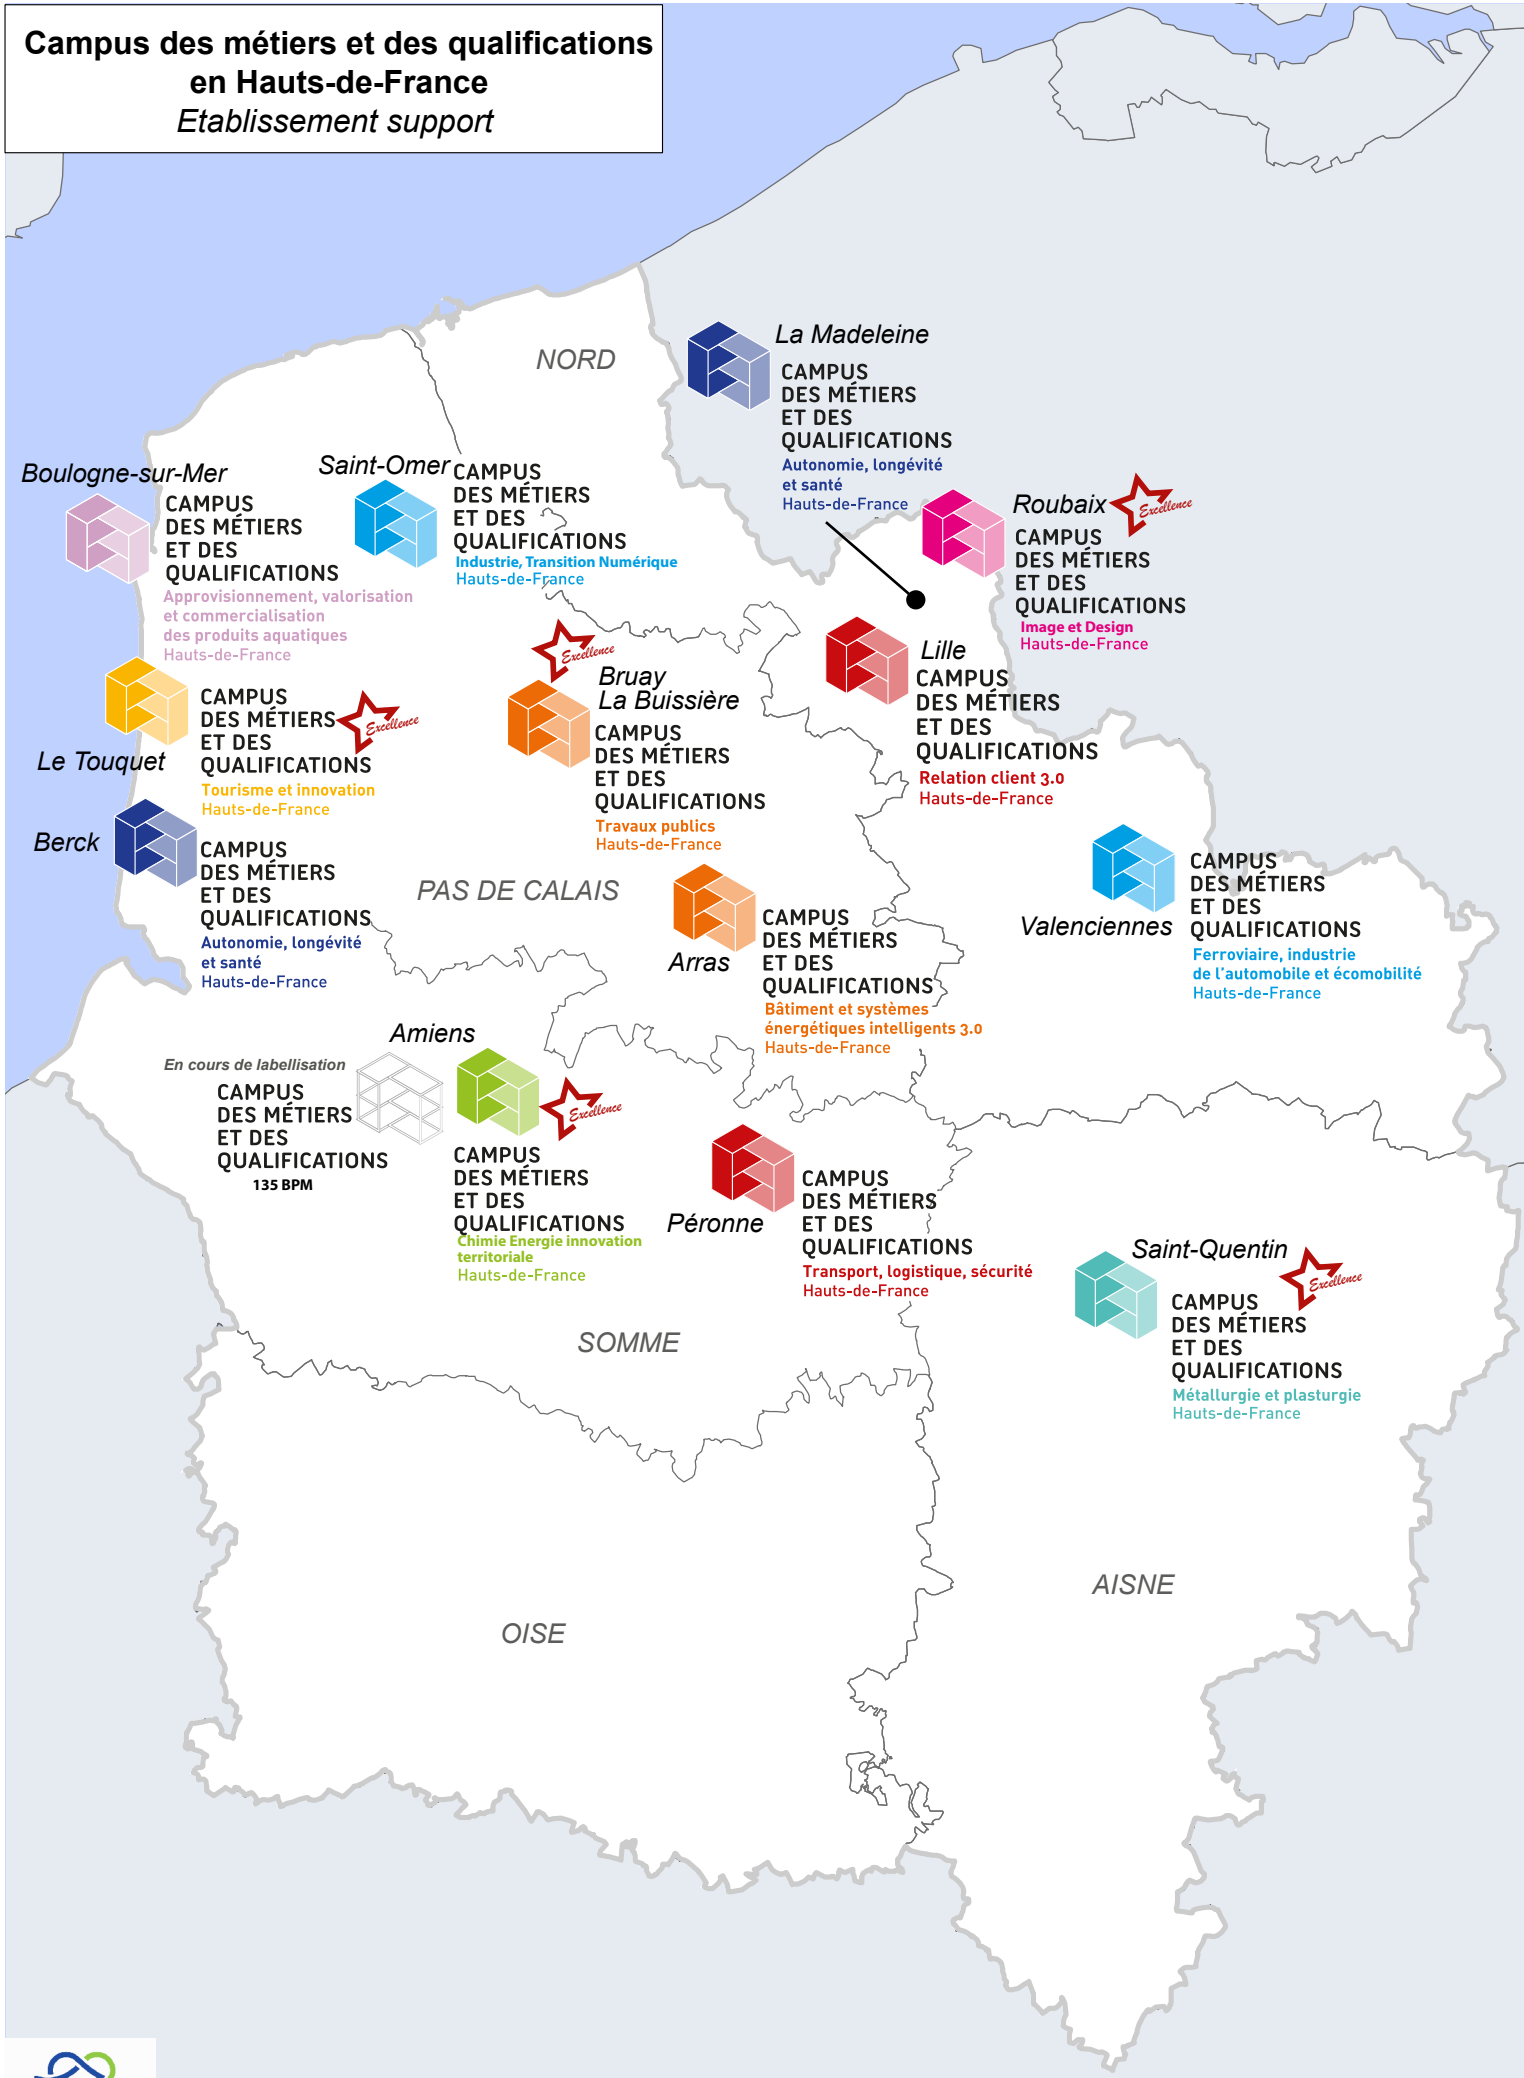 Campus des métiers et des qualifications
en Hauts-de-France
Etablissement support
NORD
La Madeleine
CAMPUS
DES MÉTIERS
ET DES
QUALIFICATIONS
Autonomie, longévité
et santé
Hauts-de-France
Boulogne-sur-Mer
CAMPUS
DES MÉTIERS
ET DES
QUALIFICATIONS
Approvisionnement, valorisation
et commercialisation
des produits aquatiques
Hauts-de-France
Saint-Omer
CAMPUS
DES MÉTIERS
ET DES
QUALIFICATIONS
Industrie, Transition Numérique
Hauts-de-France
Roubaix
Excellence
CAMPUS
DES MÉTIERS
ET DES
QUALIFICATIONS
Image et Design
Hauts-de-France
Excellence
Bruay
La Buissière
CAMPUS
DES MÉTIERS
ET DES
QUALIFICATIONS
Travaux publics
Hauts-de-France
Lille
CAMPUS
DES MÉTIERS
ET DES
QUALIFICATIONS
Relation client 3.0
Hauts-de-France
Le Touquet
CAMPUS
DES MÉTIERS
ET DES
QUALIFICATIONS
Excellence
Tourisme et innovation
Hauts-de-France
Berck
CAMPUS
DES MÉTIERS
ET DES
QUALIFICATIONS
Autonomie, longévité
et santé
Hauts-de-France
PAS DE CALAIS
Arras
CAMPUS
DES MÉTIERS
ET DES
QUALIFICATIONS
Bâtiment et systèmes
énergétiques intelligents 3.0
Hauts-de-France
Valenciennes
CAMPUS
DES MÉTIERS
ET DES
QUALIFICATIONS
Ferroviaire, industrie
de l'automobile et écomobilité
Hauts-de-France
Amiens
En cours de labellisation
CAMPUS
DES MÉTIERS
ET DES
QUALIFICATIONS
135 BPM
Excellence
CAMPUS
DES MÉTIERS
ET DES
QUALIFICATIONS
Chimie Energie innovation
territoriale
Hauts-de-France
Péronne
CAMPUS
DES MÉTIERS
ET DES
QUALIFICATIONS
Transport, logistique, sécurité
Hauts-de-France
Saint-Quentin
Excellence
CAMPUS
DES MÉTIERS
ET DES
QUALIFICATIONS
Métallurgie et plasturgie
Hauts-de-France
SOMME
AISNE
OISE